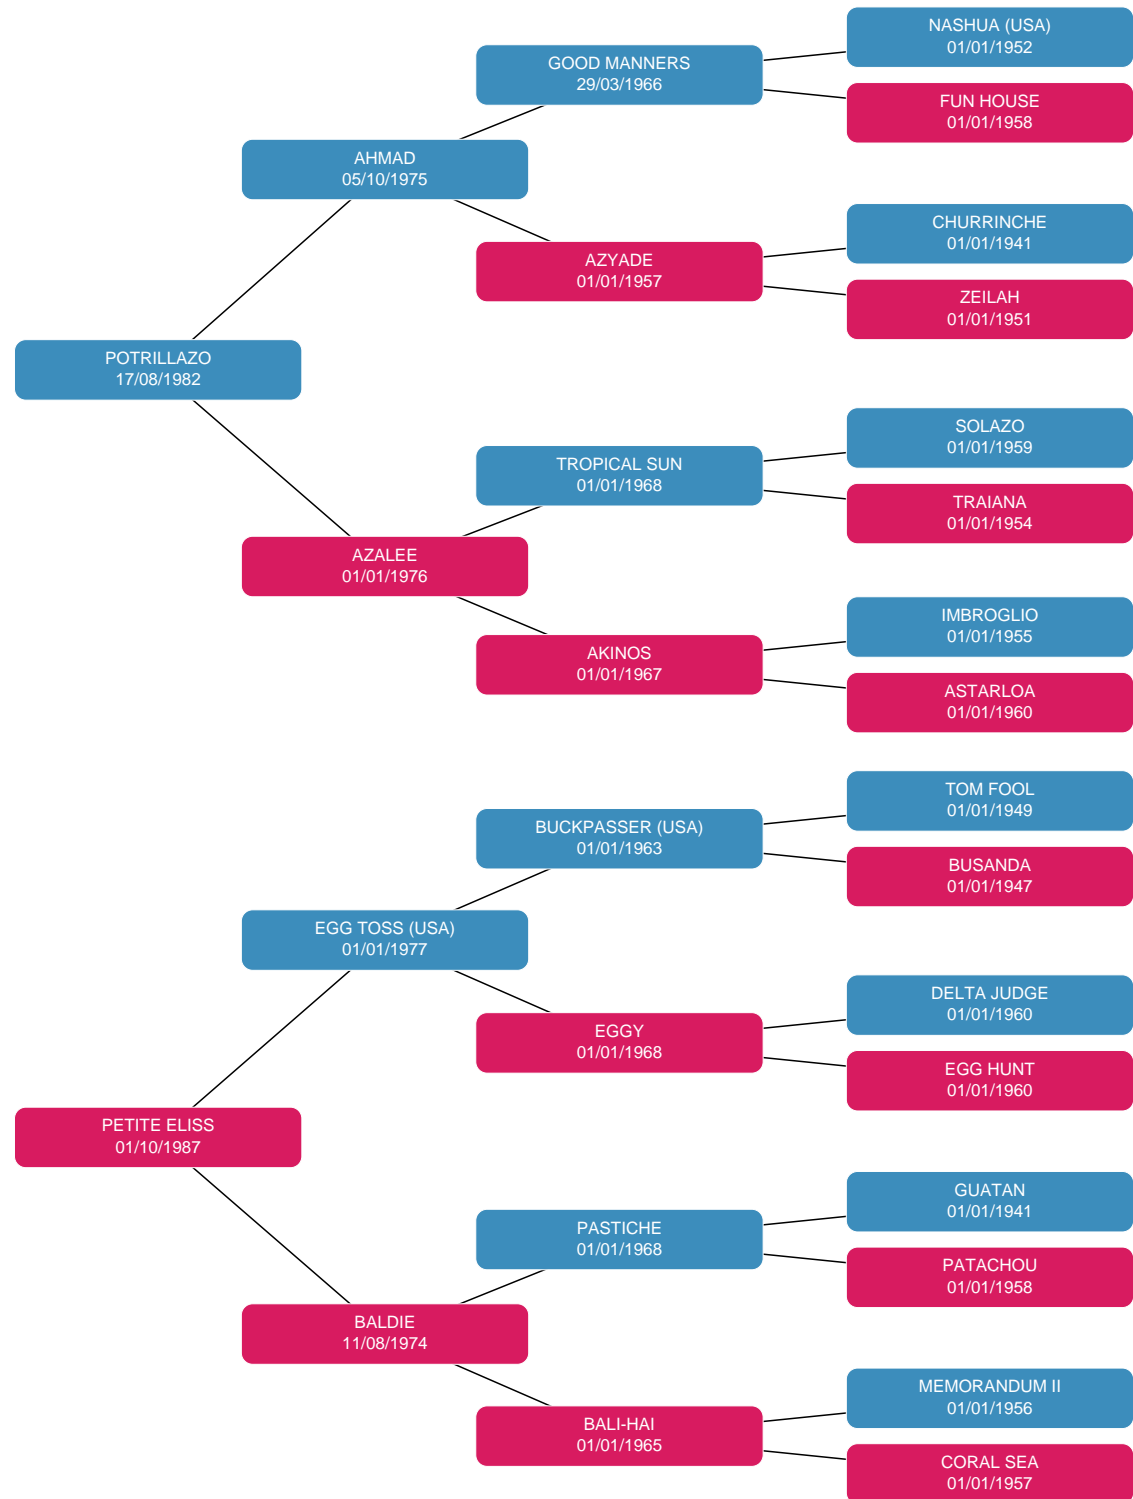 NASHUA (USA)
01/01/1952
GOOD MANNERS
29/03/1966
FUN HOUSE
01/01/1958
AHMAD
05/10/1975
CHURRINCHE
01/01/1941
AZYADE
01/01/1957
ZEILAH
01/01/1951
POTRILLAZO
17/08/1982
SOLAZO
01/01/1959
TROPICAL SUN
01/01/1968
TRAIANA
01/01/1954
AZALEE
01/01/1976
IMBROGLIO
01/01/1955
AKINOS
01/01/1967
ASTARLOA
01/01/1960
TOM FOOL
01/01/1949
BUCKPASSER (USA)
01/01/1963
BUSANDA
01/01/1947
EGG TOSS (USA)
01/01/1977
DELTA JUDGE
01/01/1960
EGGY
01/01/1968
EGG HUNT
01/01/1960
PETITE ELISS
01/10/1987
GUATAN
01/01/1941
PASTICHE
01/01/1968
PATACHOU
01/01/1958
BALDIE
11/08/1974
MEMORANDUM II
01/01/1956
BALI-HAI
01/01/1965
CORAL SEA
01/01/1957